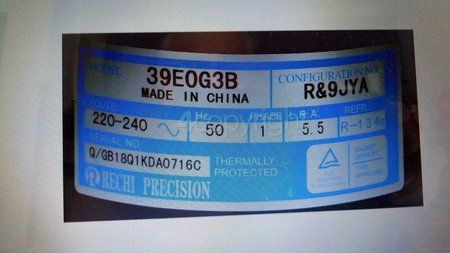 39E0G3B
MADE IN CHINA
CONFIGURATION NO.
R&9JYA
VOLTS
220-240
HZ
50
PHASE
1
L.R.A.
5.5
REFR.
R-134a
SERIAL NO
Q/GB18Q1KDA0716C
THERMALLY
PROTECTED
RECHI PRECISION